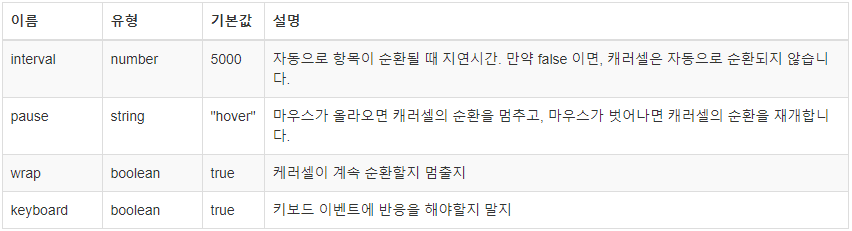 이름 유형 기본값 설명
interval number 5000 자동으로 항목이 순환될 때 지연시간. 만약 false 이면, 캐러셀은 자동으로 순환되지 않습니
다.
pause string "hover" 마우스가 올라오면 캐러셀의 순환을 멈추고, 마우스가 벗어나면 캐러셀의 순환을 재개합니
다.
wrap boolean true 케러셀이 계속 순환할지 멈출지
keyboard boolean true 키보드 이벤트에 반응을 해야할지 말지